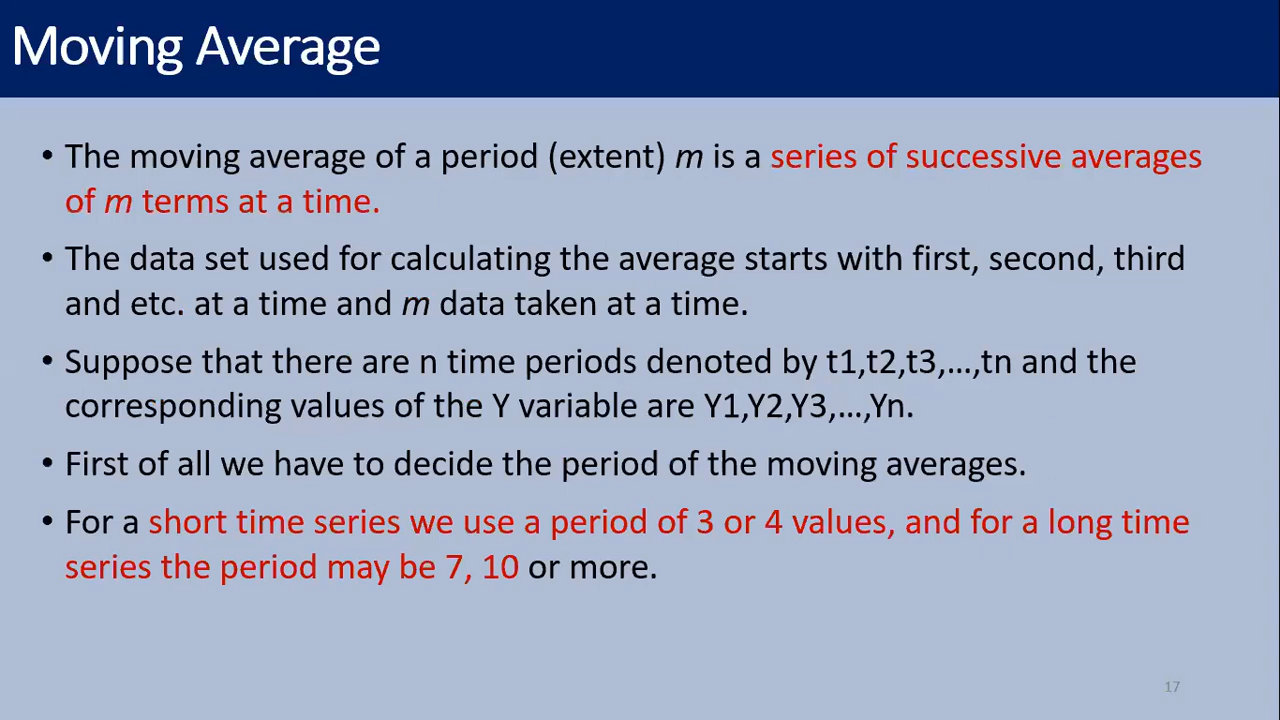 Moving Average
• The moving average of a period (extent) m is a series of successive averages
of m terms at a time.
• The data set used for calculating the average starts with first, second, third
and etc. at a time and m data taken at a time.
• Suppose that there are n time periods denoted by t1,t2,t3,…,tn and the
corresponding values of the Y variable are Y1,Y2,Y3,…,Yn.
• First of all we have to decide the period of the moving averages.
• For a short time series we use a period of 3 or 4 values, and for a long time
series the period may be 7, 10 or more.
17